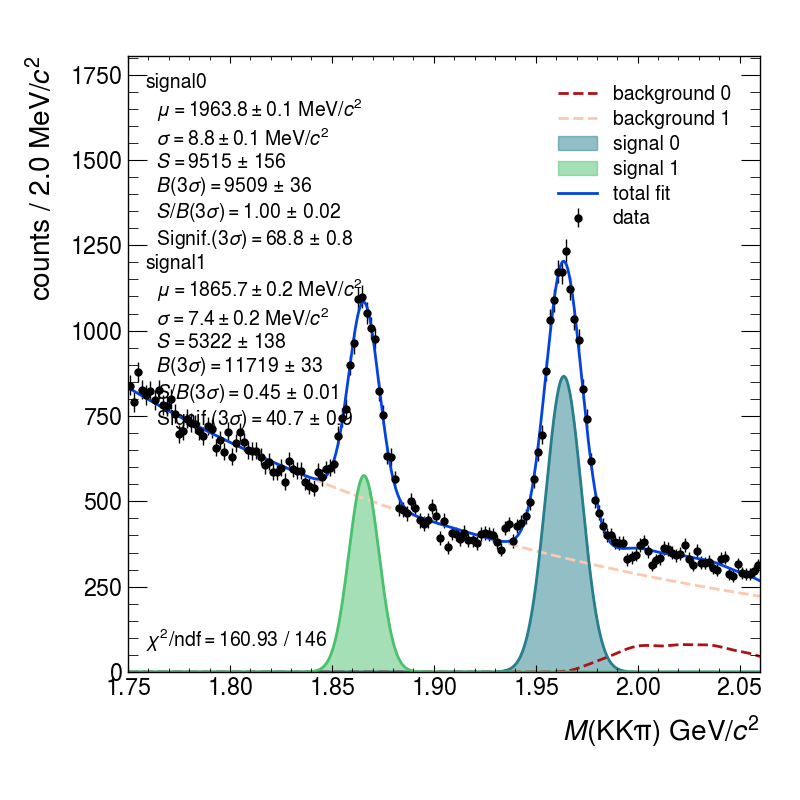 counts / 2.0 MeV/c²
1750
1500
1250
1000
750
500
250
0
signal0
μ = 1963.8 ± 0.1 MeV/c²
σ = 8.8 ± 0.1 MeV/c²
S = 9515 ± 156
B(3σ) = 9509 ± 36
S/B(3σ) = 1.00 ± 0.02
Signif.(3σ) = 68.8 ± 0.8
signal1
μ = 1865.7 ± 0.2 MeV/c²
σ = 7.4 ± 0.2 MeV/c²
S = 5322 ± 138
B(3σ) = 11719 ± 33
S/B(3σ) = 0.45 ± 0.01
Signif.(3σ) = 40.7 ± 0.9
background 0
background 1
signal 0
signal 1
total fit
data
χ²/ndf = 160.93 / 146
1.75 1.80 1.85 1.90 1.95 2.00 2.05
M(KKπ) GeV/c²